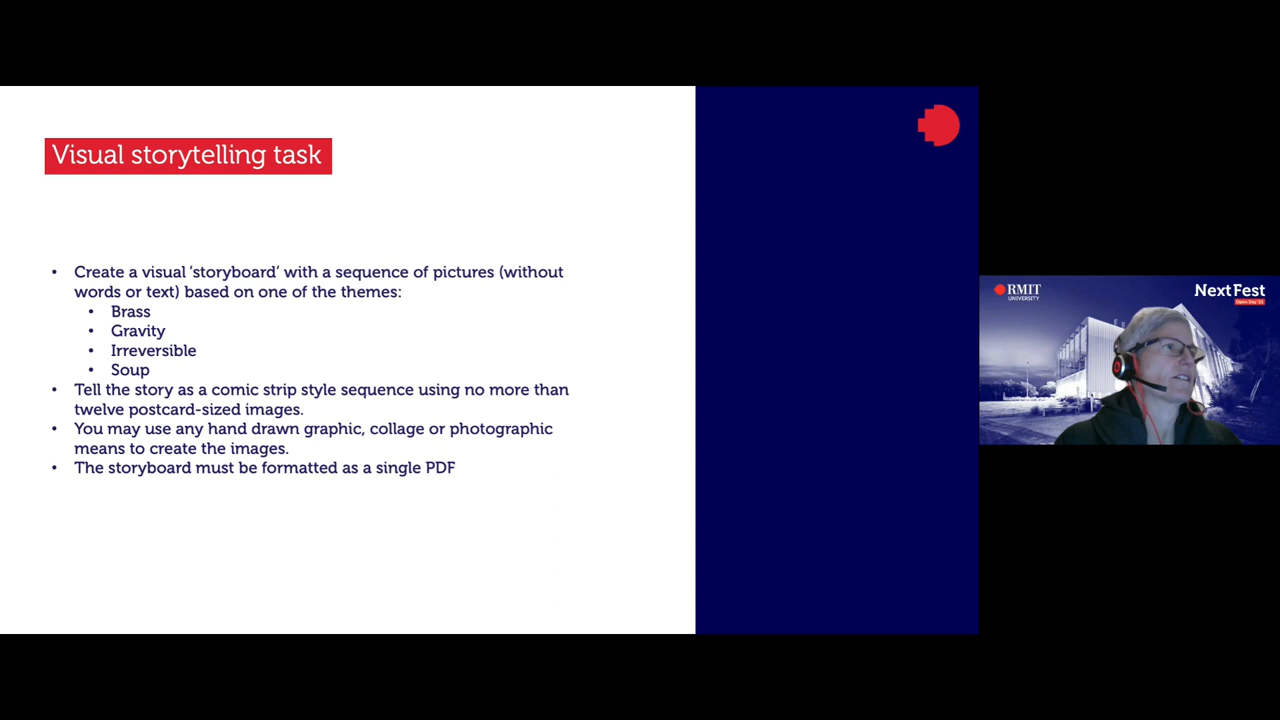 Visual storytelling task
• Create a visual ‘storyboard’ with a sequence of pictures (without
words or text) based on one of the themes:
• Brass
• Gravity
• Irreversible
• Soup
• Tell the story as a comic strip style sequence using no more than
twelve postcard-sized images.
• You may use any hand drawn graphic, collage or photographic
means to create the images.
• The storyboard must be formatted as a single PDF
RMIT
UNIVERSITY
NextFest
Open Day 21